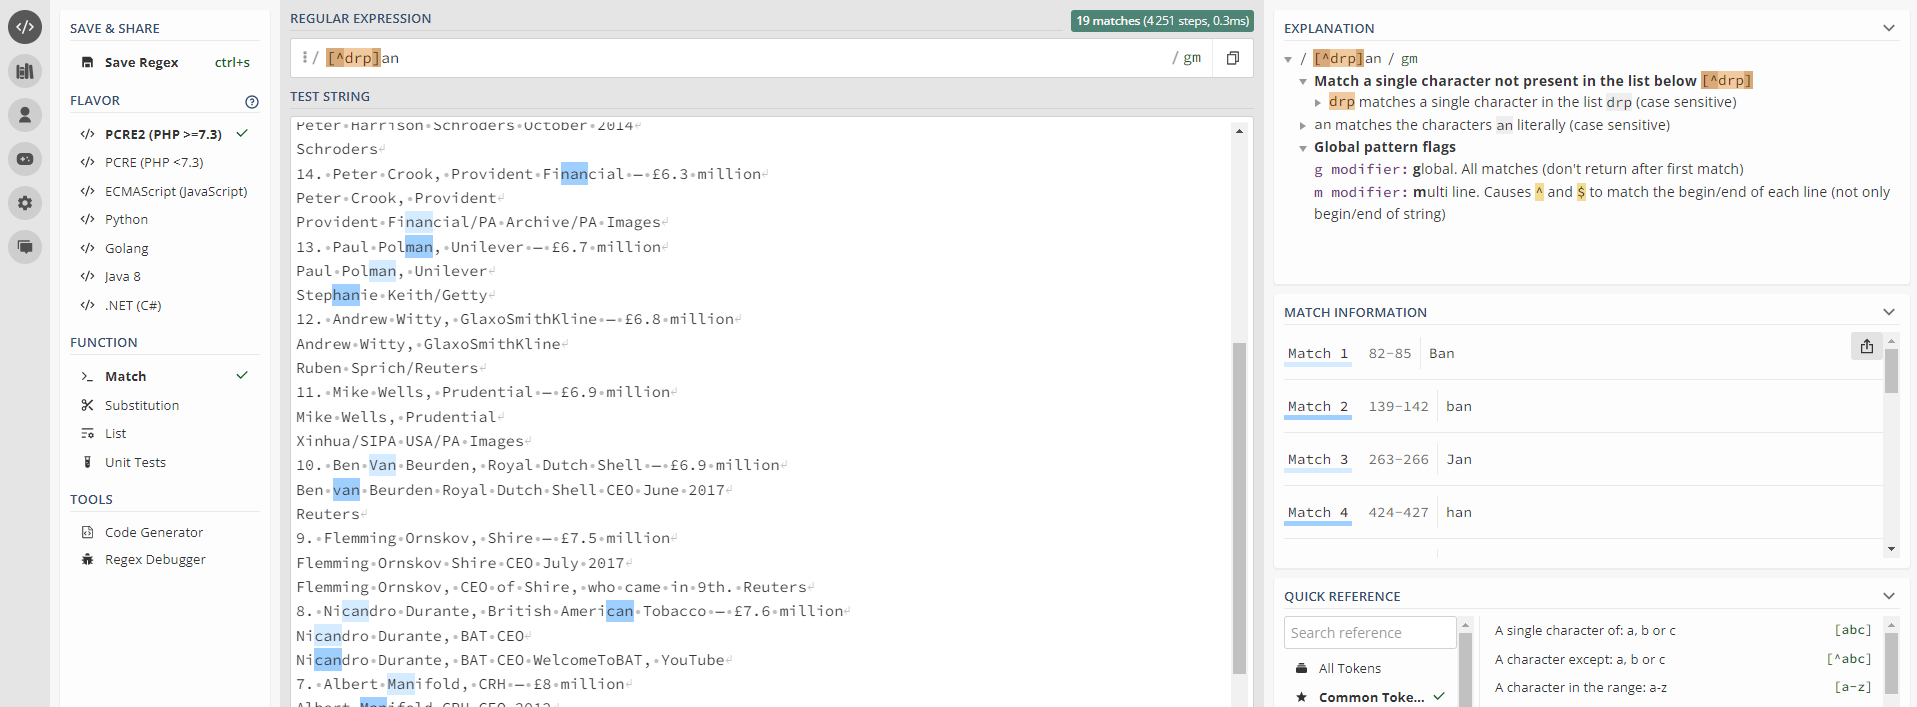 SAVE & SHARE
Save Regex ctrl+s
FLAVOR
PCRE2 (PHP >=7.3)
PCRE (PHP <7.3)
ECMAScript (JavaScript)
Python
Golang
Java 8
.NET (C#)
FUNCTION
Match
Substitution
List
Unit Tests
TOOLS
Code Generator
Regex Debugger
REGULAR EXPRESSION
19 matches (4251 steps, 0.3ms)
/ [^drp]an / gm
TEST STRING
Peter Harrison Schroders October 2014
Schroders
14. Peter Crook, Provident Financial — £6.3 million
Peter Crook, Provident
Provident Financial/PA Archive/PA Images
13. Paul Polman, Unilever — £6.7 million
Paul Polman, Unilever
Stephanie Keith/Getty
12. Andrew Witty, GlaxoSmithKline — £6.8 million
Andrew Witty, GlaxoSmithKline
Ruben Sprich/Reuters
11. Mike Wells, Prudential — £6.9 million
Mike Wells, Prudential
Xinhua/SIPA USA/PA Images
10. Ben Van Beurden, Royal Dutch Shell — £6.9 million
Ben van Beurden Royal Dutch Shell CEO June 2017
Reuters
9. Flemming Ornskov, Shire — £7.5 million
Flemming Ornskov Shire CEO July 2017
Flemming Ornskov, CEO of Shire, who came in 9th. Reuters
8. Nicandro Durante, British American Tobacco — £7.6 million
Nicandro Durante, BAT CEO
Nicandro Durante, BAT CEO WelcomeToBAT, YouTube
7. Albert Manifold, CRH — £8 million
Albert Manifold CRH CEO 2012
EXPLANATION
/ [^drp]an / gm
Match a single character not present in the list below [^drp]
drp matches a single character in the list drp (case sensitive)
an matches the characters an literally (case sensitive)
Global pattern flags
g modifier: global. All matches (don't return after first match)
m modifier: multi line. Causes ^ and $ to match the begin/end of each line (not only
begin/end of string)
MATCH INFORMATION
Match 1 82-85 Ban
Match 2 139-142 ban
Match 3 263-266 Jan
Match 4 424-427 han
QUICK REFERENCE
Search reference
All Tokens
Common Toke...
A single character of: a, b or c [abc]
A character except: a, b or c [^abc]
A character in the range: a-z [a-z]